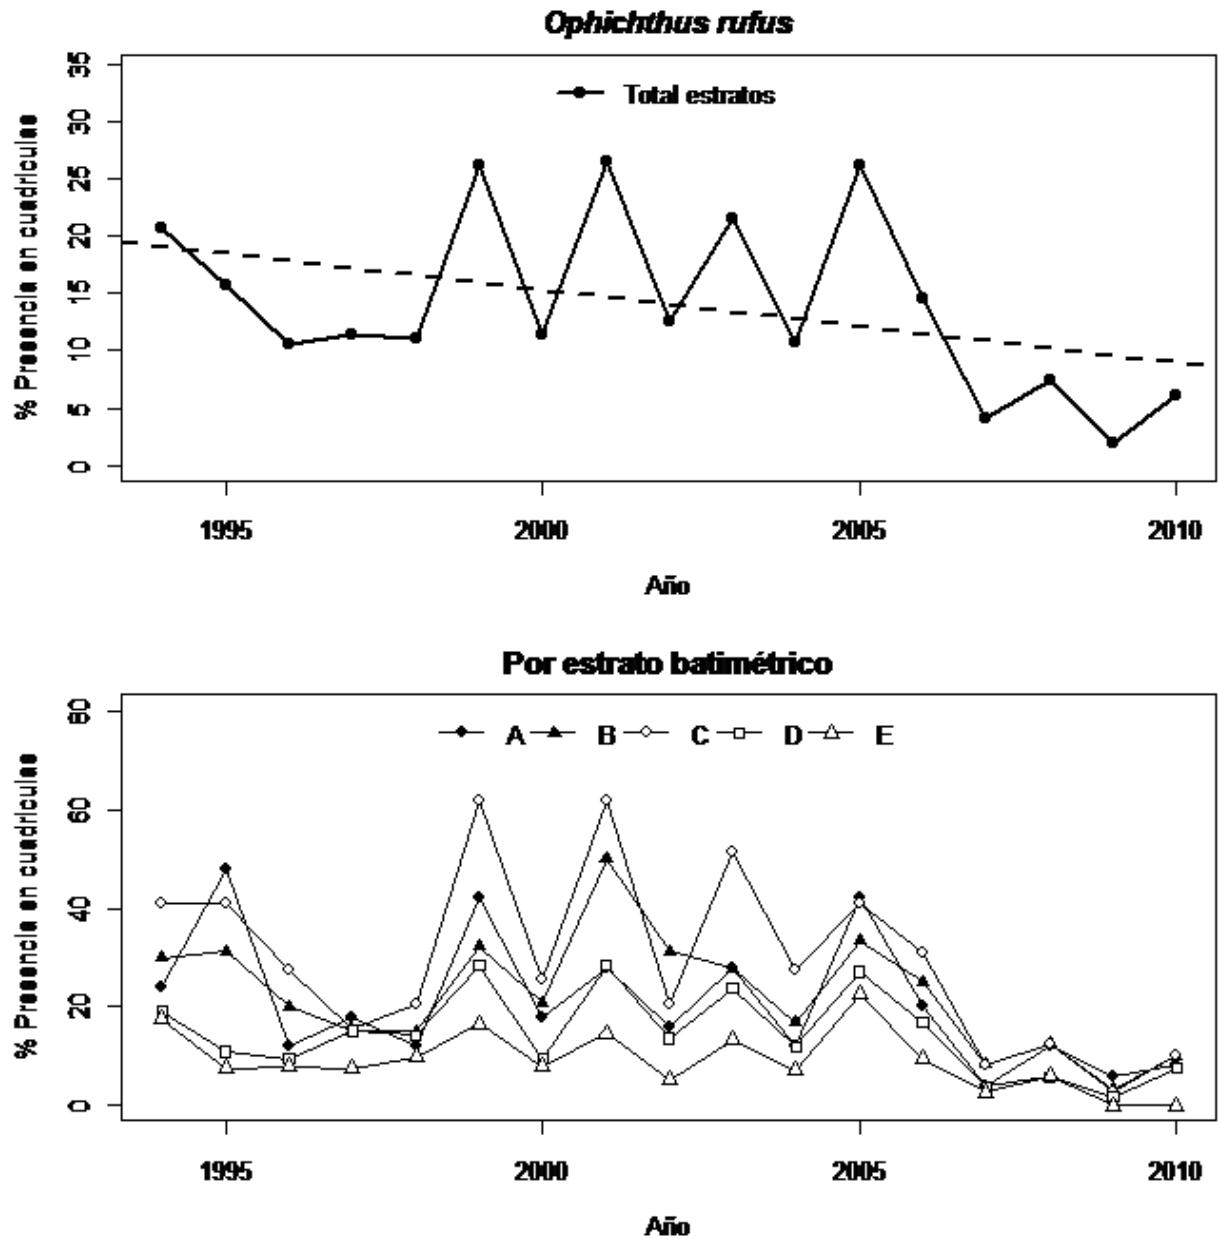 Ophichthus rufus
Total estratos
% Presencia en cuadrículas
35
30
25
20
15
10
5
0
1995 2000 2005 2010
Año
Por estrato batimétrico
A B C D E
% Presencia en cuadrículas
80
60
40
20
0
1995 2000 2005 2010
Año